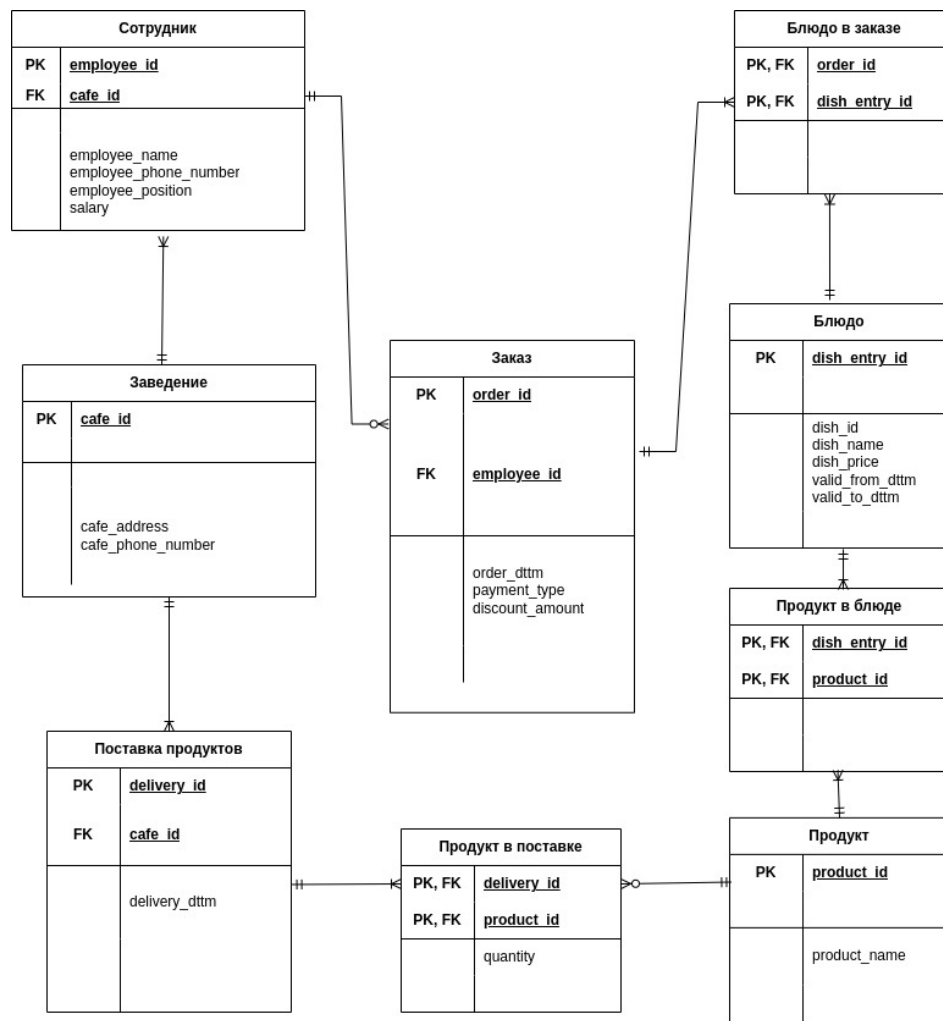 Сотрудник
PK employee_id
FK cafe_id
employee_name
employee_phone_number
employee_position
salary
Блюдо в заказе
PK, FK order_id
PK, FK dish_entry_id
Заведение
PK cafe_id
cafe_address
cafe_phone_number
Заказ
PK order_id
FK employee_id
order_dttm
payment_type
discount_amount
Блюдо
PK dish_entry_id
dish_id
dish_name
dish_price
valid_from_dttm
valid_to_dttm
Продукт в блюде
PK, FK dish_entry_id
PK, FK product_id
Поставка продуктов
PK delivery_id
FK cafe_id
delivery_dttm
Продукт в поставке
PK, FK delivery_id
PK, FK product_id
quantity
Продукт
PK product_id
product_name